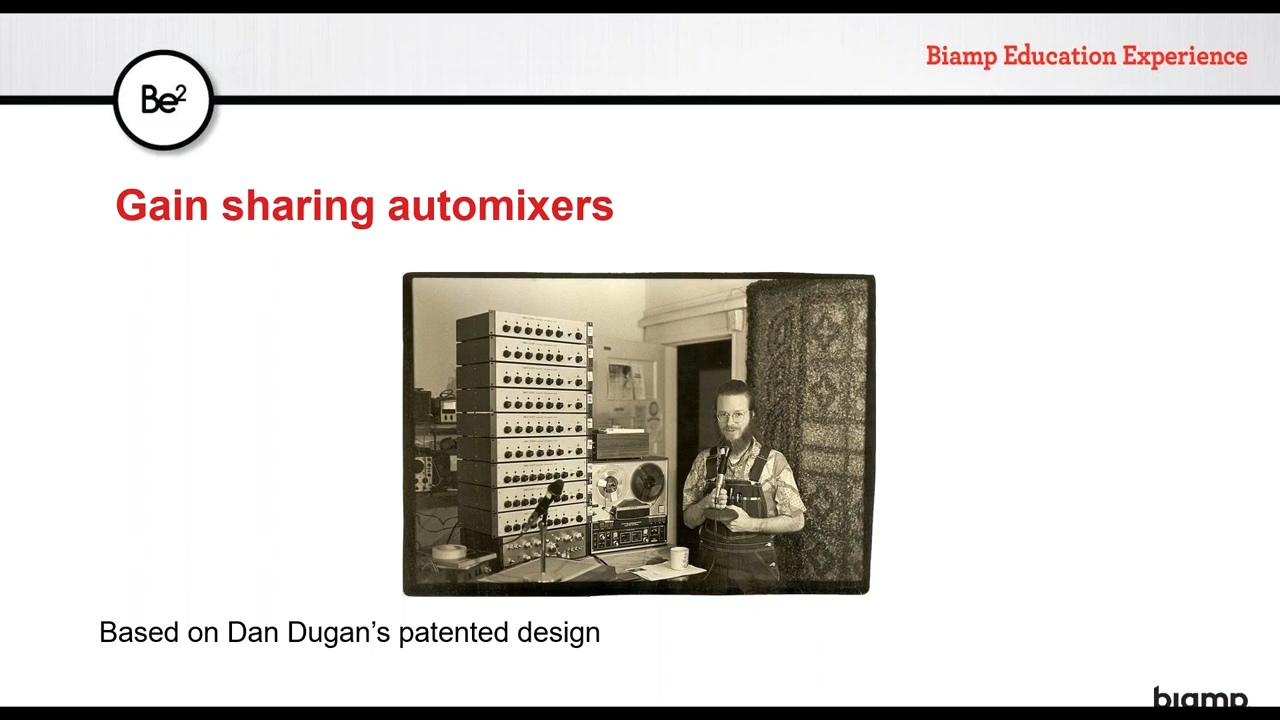 Biamp Education Experience
Be²
Gain sharing automixers
Based on Dan Dugan’s patented design
biamp